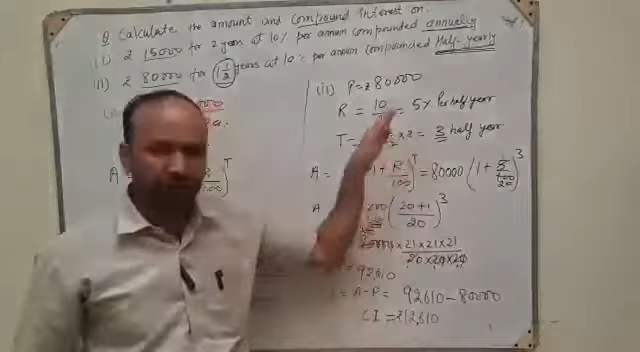 Q Calculate the amount and compound interest on.
(i) ₹ 15000 for 2 years at 10% per annum compounded annually
(ii) ₹ 80000 for 1 1/2 years at 10% per annum compounded Half-yearly
(ii) P = ₹ 80000
R = 10 = 5% Per half year
T = × 2 = 3 half year
A = 1 + R/100)^T = 80000 (1 + 5/100 20)^3
A (20+1/20)^3
× 21 × 21 × 21
20 × 20 × 20
= 92610
= A - P = 92610 - 80000
CI = ₹12610
A
)^T